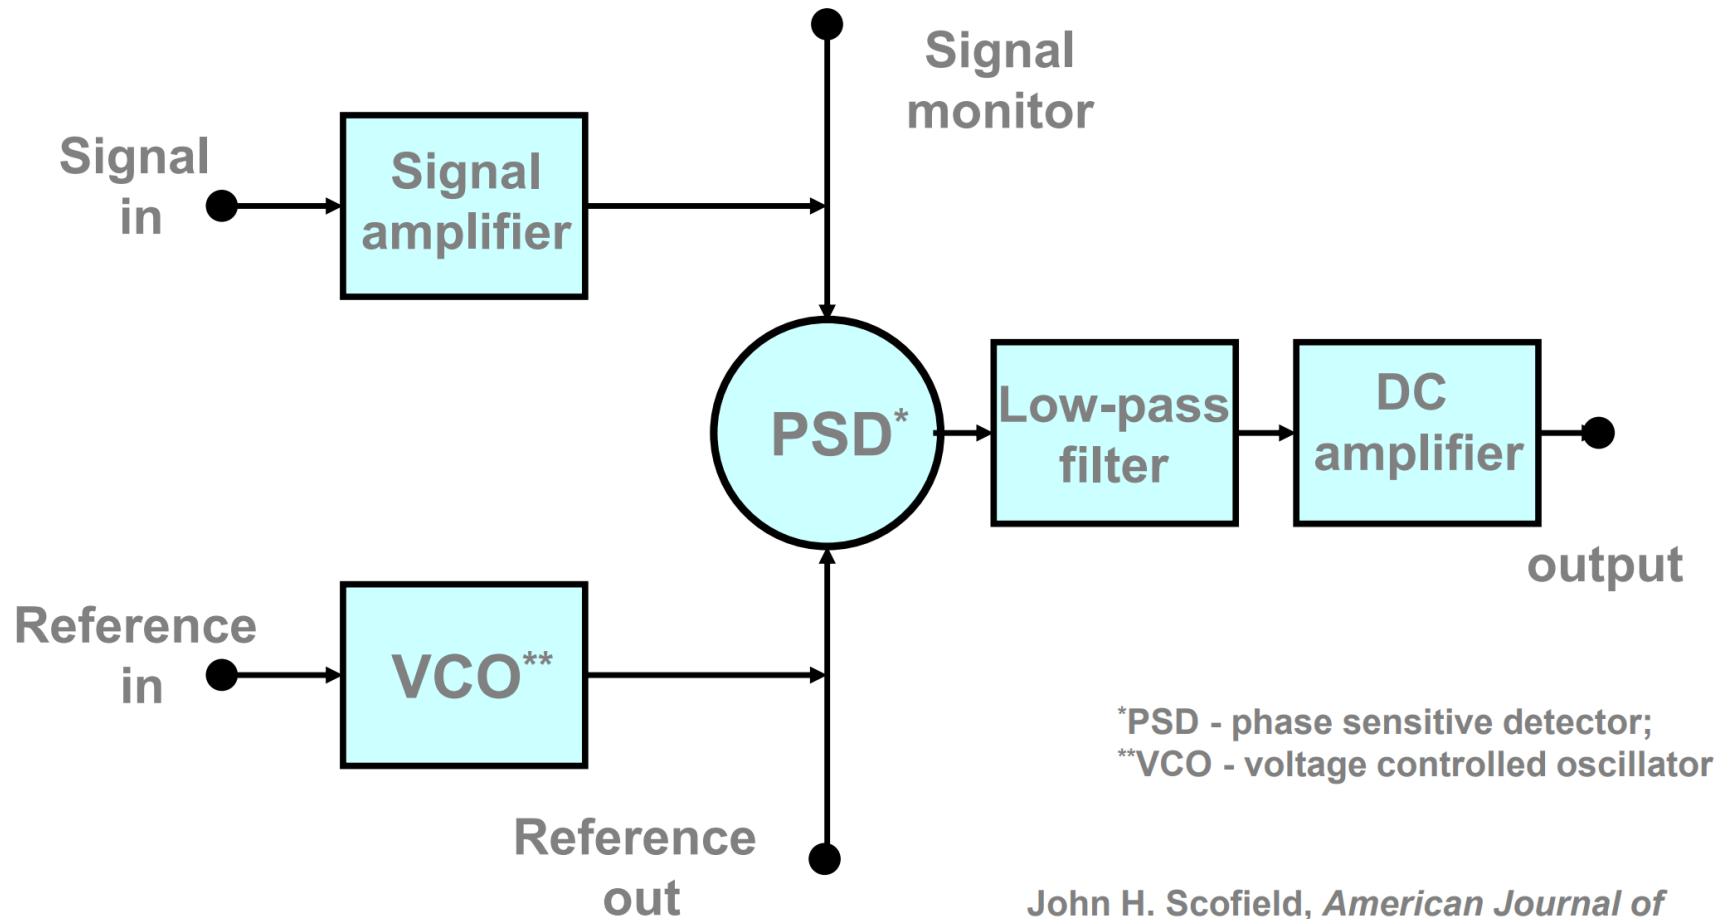 Signal
monitor
Signal
in
Signal
amplifier
PSD*
Low-pass
filter
DC
amplifier
output
Reference
in
VCO**
Reference
out
*PSD - phase sensitive detector;
**VCO - voltage controlled oscillator
John H. Scofield, American Journal of